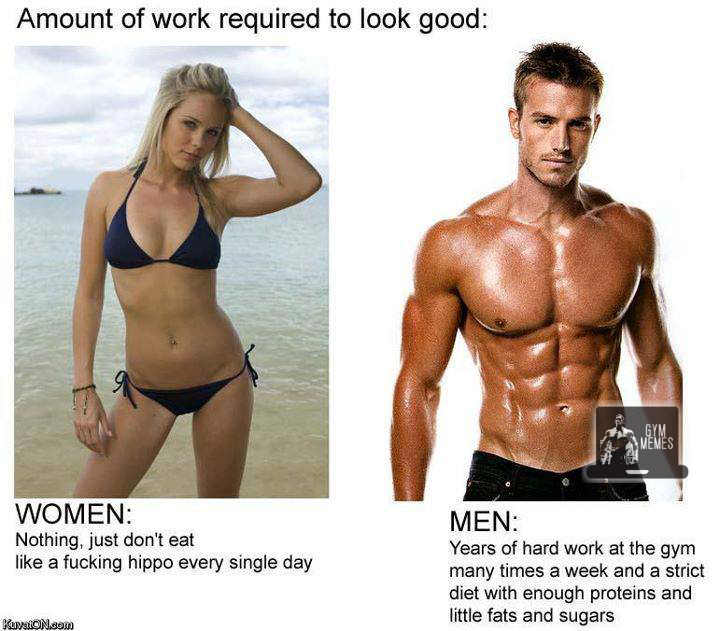 Amount of work required to look good:
GYM
MEMES
WOMEN:
Nothing, just don't eat
like a fucking hippo every single day
MEN:
Years of hard work at the gym
many times a week and a strict
diet with enough proteins and
little fats and sugars
KuvatON.com